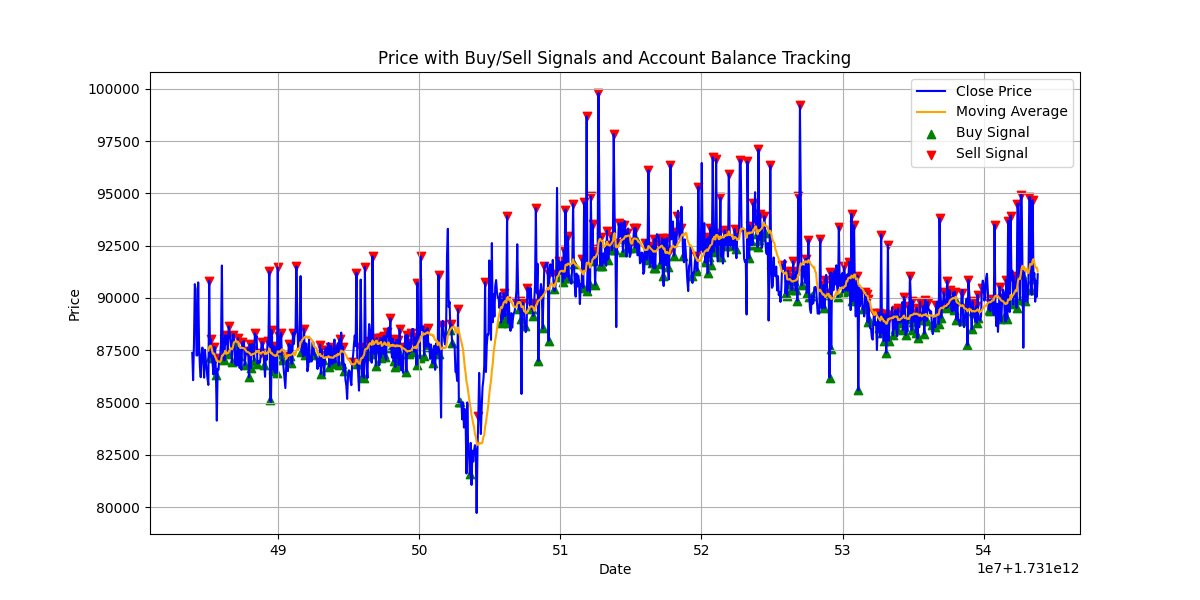 Price with Buy/Sell Signals and Account Balance Tracking
Close Price
Moving Average
Buy Signal
Sell Signal
100000
97500
95000
92500
90000
87500
85000
82500
80000
Price
49
50
51
52
53
54
Date
1e7+1.731e12